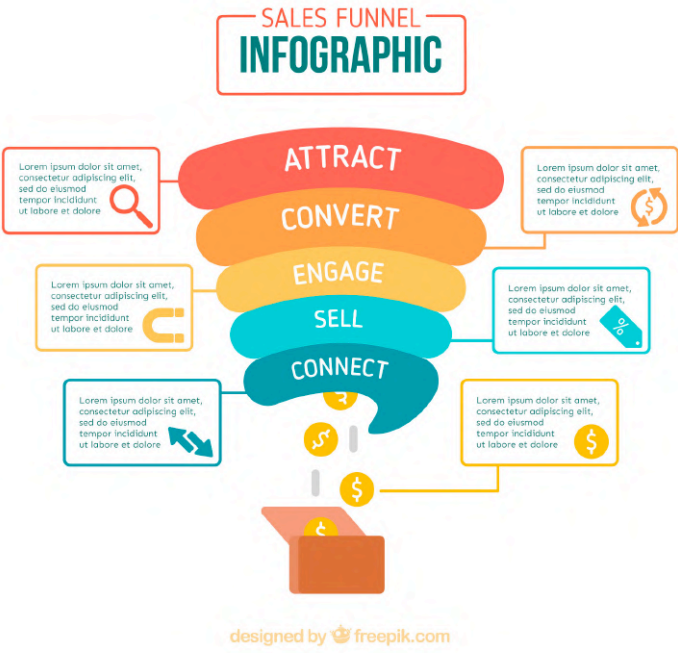 SALES FUNNEL
INFOGRAPHIC
ATTRACT
Lorem ipsum dolor sit amet,
consectetur adipiscing elit,
sed do eiusmod
tempor incididunt
ut labore et dolore
CONVERT
Lorem ipsum dolor sit amet,
consectetur adipiscing elit,
sed do eiusmod
tempor incididunt
ut labore et dolore
$
ENGAGE
Lorem ipsum dolor sit amet,
consectetur adipiscing elit,
sed do eiusmod
tempor incididunt
ut labore et dolore
SELL
Lorem ipsum dolor sit amet,
consectetur adipiscing elit,
sed do eiusmod
tempor incididunt
ut labore et dolore
%
CONNECT
Lorem ipsum dolor sit amet,
consectetur adipiscing elit,
sed do eiusmod
tempor incididunt
ut labore et dolore
Lorem ipsum dolor sit amet,
consectetur adipiscing elit,
sed do eiusmod
tempor incididunt
ut labore et dolore
$
$
$
$
$
designed by freepik.com